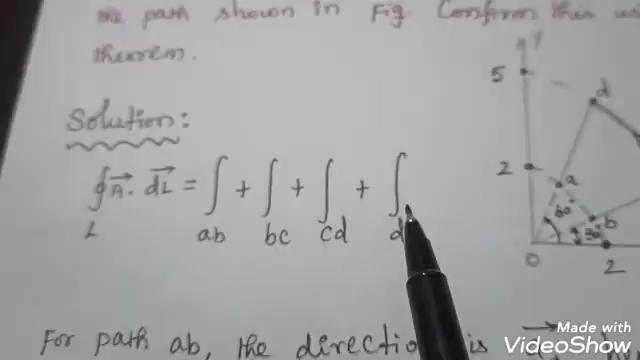 the path shown in Fig. Confirm this
theorem.
Solution:
∮ A⃗. dL⃗ = ∫ + ∫ + ∫ + ∫
L ab bc cd d
For path ab, the direction is
y
5
d
2
a
60°
b
30°
0
2
Made with
VideoShow